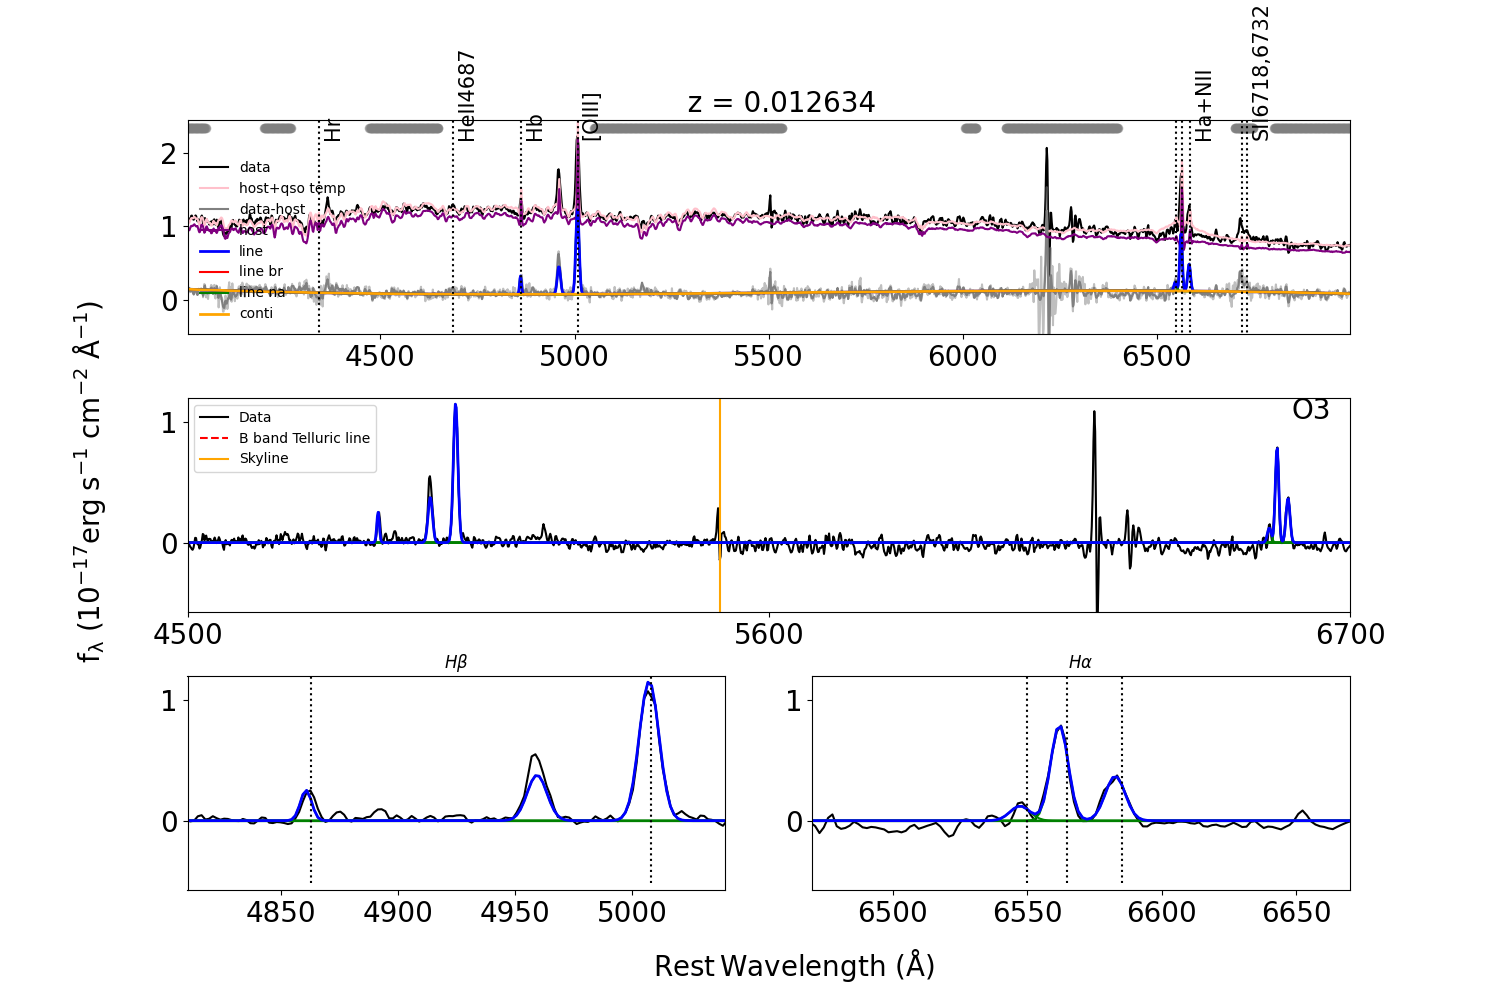 z = 0.012634
Hr
HeII4687
Hb
[OIII]
Ha+NII
SII6718,6732
2
1
0
data
host+qso temp
data-host
host
line
line br
line na
conti
4500 5000 5500 6000 6500
1
0
Data
B band Telluric line
Skyline
O3
4500 5600 6700
fλ (10−17erg s−1 cm−2 Å−1)
Hβ
1
0
4850 4900 4950 5000
Hα
1
0
6500 6550 6600 6650
Rest Wavelength (Å)